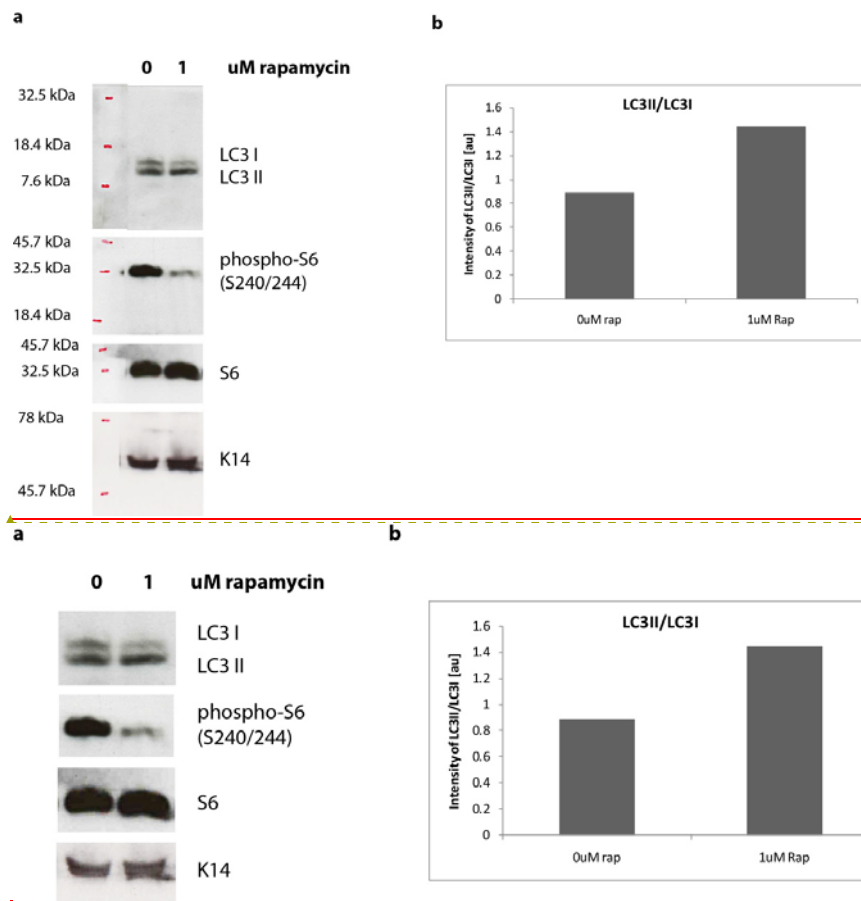 a
0 1 uM rapamycin
32.5 kDa
18.4 kDa
7.6 kDa
LC3 I
LC3 II
45.7 kDa
32.5 kDa
18.4 kDa
phospho-S6
(S240/244)
45.7 kDa
32.5 kDa
S6
78 kDa
K14
45.7 kDa
b
LC3II/LC3I
Intensity of LC3II/LC3I [au]
1.6
1.4
1.2
1
0.8
0.6
0.4
0.2
0
0uM rap 1uM Rap
a
0 1 uM rapamycin
LC3 I
LC3 II
phospho-S6
(S240/244)
S6
K14
b
LC3II/LC3I
Intensity of LC3II/LC3I [au]
1.6
1.4
1.2
1
0.8
0.6
0.4
0.2
0
0uM rap 1uM Rap